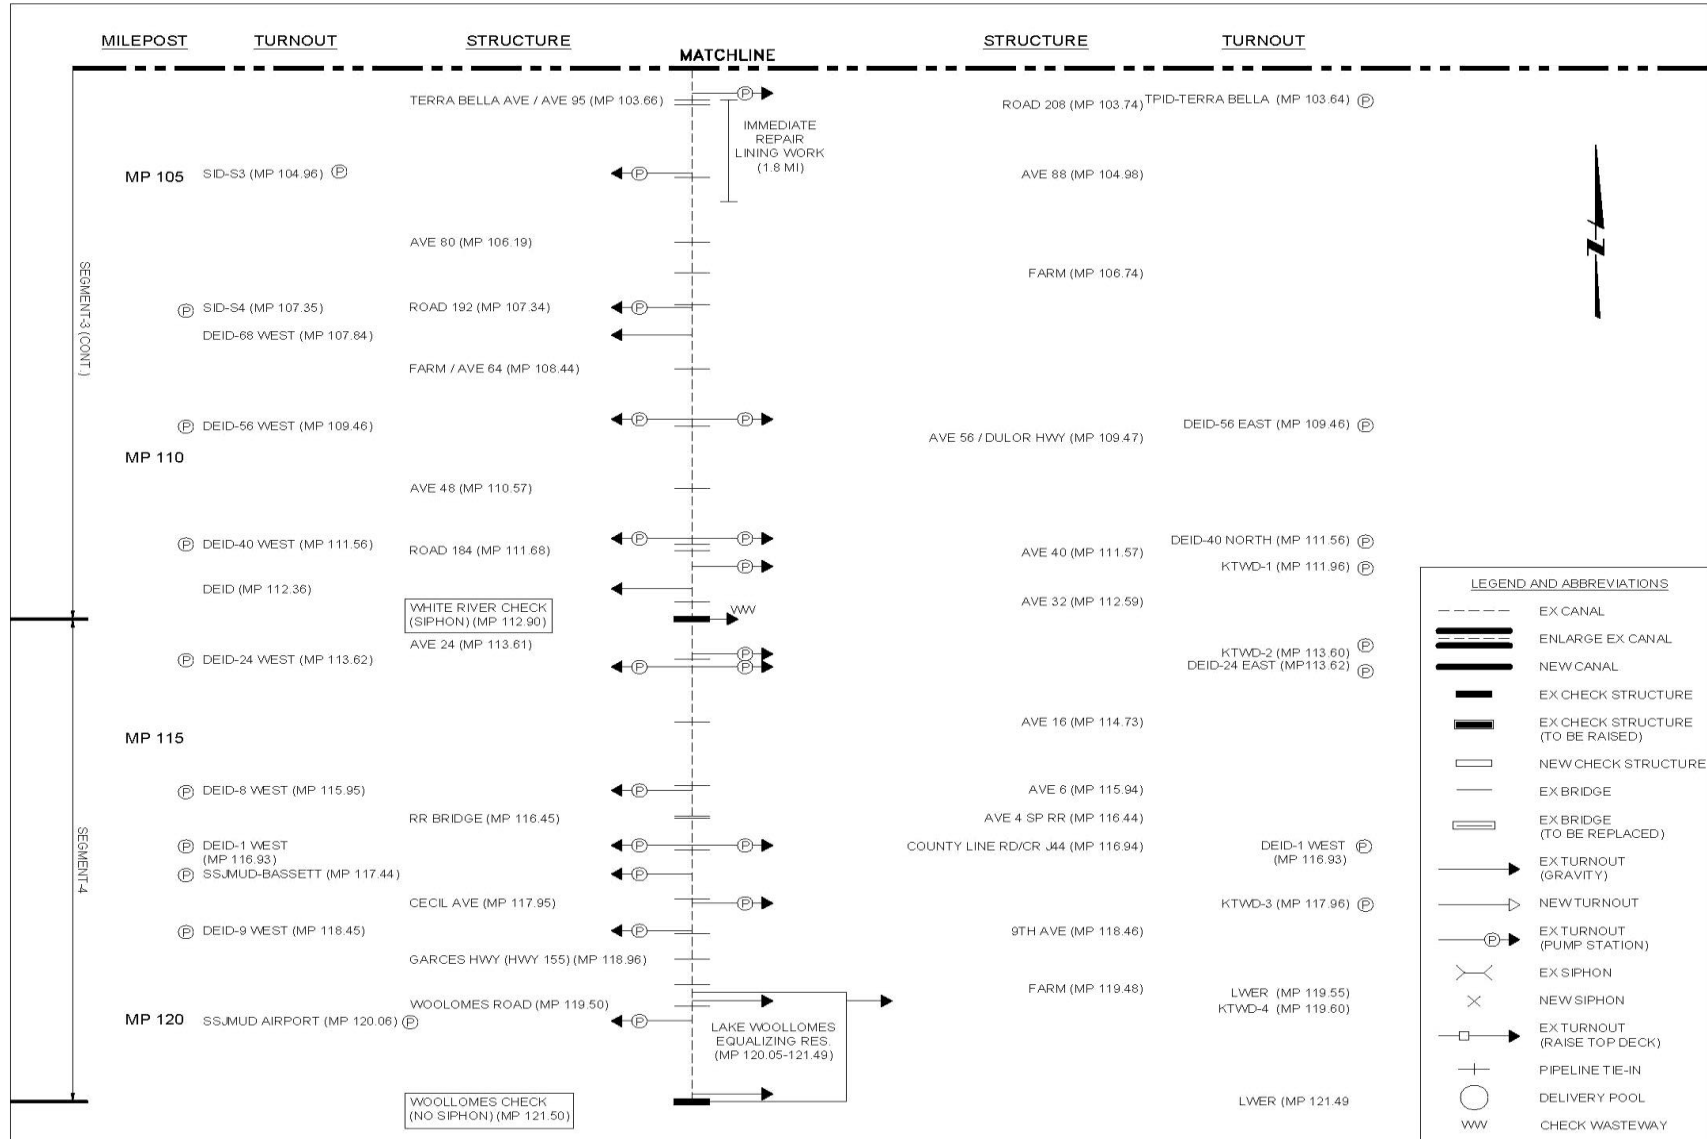 MILEPOST TURNOUT STRUCTURE STRUCTURE TURNOUT
MATCHLINE
TERRA BELLA AVE / AVE 95 (MP 103.66) P ROAD 208 (MP 103.74) TPID-TERRA BELLA (MP 103.64) P
IMMEDIATE
REPAIR
LINING WORK
(1.8 MI)
MP 105 SID-S3 (MP 104.96) P P AVE 88 (MP 104.98)
AVE 80 (MP 106.19)
FARM (MP 106.74)
SEGMENT-3 (CONT.)
P SID-S4 (MP 107.35) ROAD 192 (MP 107.34) P
DEID-68 WEST (MP 107.84)
FARM / AVE 64 (MP 108.44)
P DEID-56 WEST (MP 109.46) P P AVE 56 / DULOR HWY (MP 109.47) DEID-56 EAST (MP 109.46) P
MP 110
AVE 48 (MP 110.57)
P DEID-40 WEST (MP 111.56) ROAD 184 (MP 111.68) P P AVE 40 (MP 111.57) DEID-40 NORTH (MP 111.56) P
P KTWD-1 (MP 111.96) P
DEID (MP 112.36)
AVE 32 (MP 112.59)
WHITE RIVER CHECK
(SIPHON) (MP 112.90)
WW
AVE 24 (MP 113.61)
P KTWD-2 (MP 113.60) P
P DEID-24 WEST (MP 113.62) P P DEID-24 EAST (MP113.62) P
AVE 16 (MP 114.73)
MP 115
P DEID-8 WEST (MP 115.95) P AVE 6 (MP 115.94)
RR BRIDGE (MP 116.45) AVE 4 SP RR (MP 116.44)
SEGMENT-4
P DEID-1 WEST
(MP 116.93)
P P COUNTY LINE RD/CR J44 (MP 116.94) DEID-1 WEST P
(MP 116.93)
P SSJMUD-BASSETT (MP 117.44) P
CECIL AVE (MP 117.95) P KTWD-3 (MP 117.96) P
P DEID-9 WEST (MP 118.45) P 9TH AVE (MP 118.46)
GARCES HWY (HWY 155) (MP 118.96)
FARM (MP 119.48) LWER (MP 119.55)
WOOLOMES ROAD (MP 119.50) KTWD-4 (MP 119.60)
MP 120 SSJMUD AIRPORT (MP 120.06) P P
LAKE WOOLLOMES
EQUALIZING RES.
(MP 120.05-121.49)
WOOLLOMES CHECK
(NO SIPHON) (MP 121.50)
LWER (MP 121.49
LEGEND AND ABBREVIATIONS
EX CANAL
ENLARGE EX CANAL
NEW CANAL
EX CHECK STRUCTURE
EX CHECK STRUCTURE
(TO BE RAISED)
NEW CHECK STRUCTURE
EX BRIDGE
EX BRIDGE
(TO BE REPLACED)
EX TURNOUT
(GRAVITY)
NEW TURNOUT
P EX TURNOUT
(PUMP STATION)
EX SIPHON
NEW SIPHON
EX TURNOUT
(RAISE TOP DECK)
PIPELINE TIE-IN
DELIVERY POOL
WW CHECK WASTEWAY